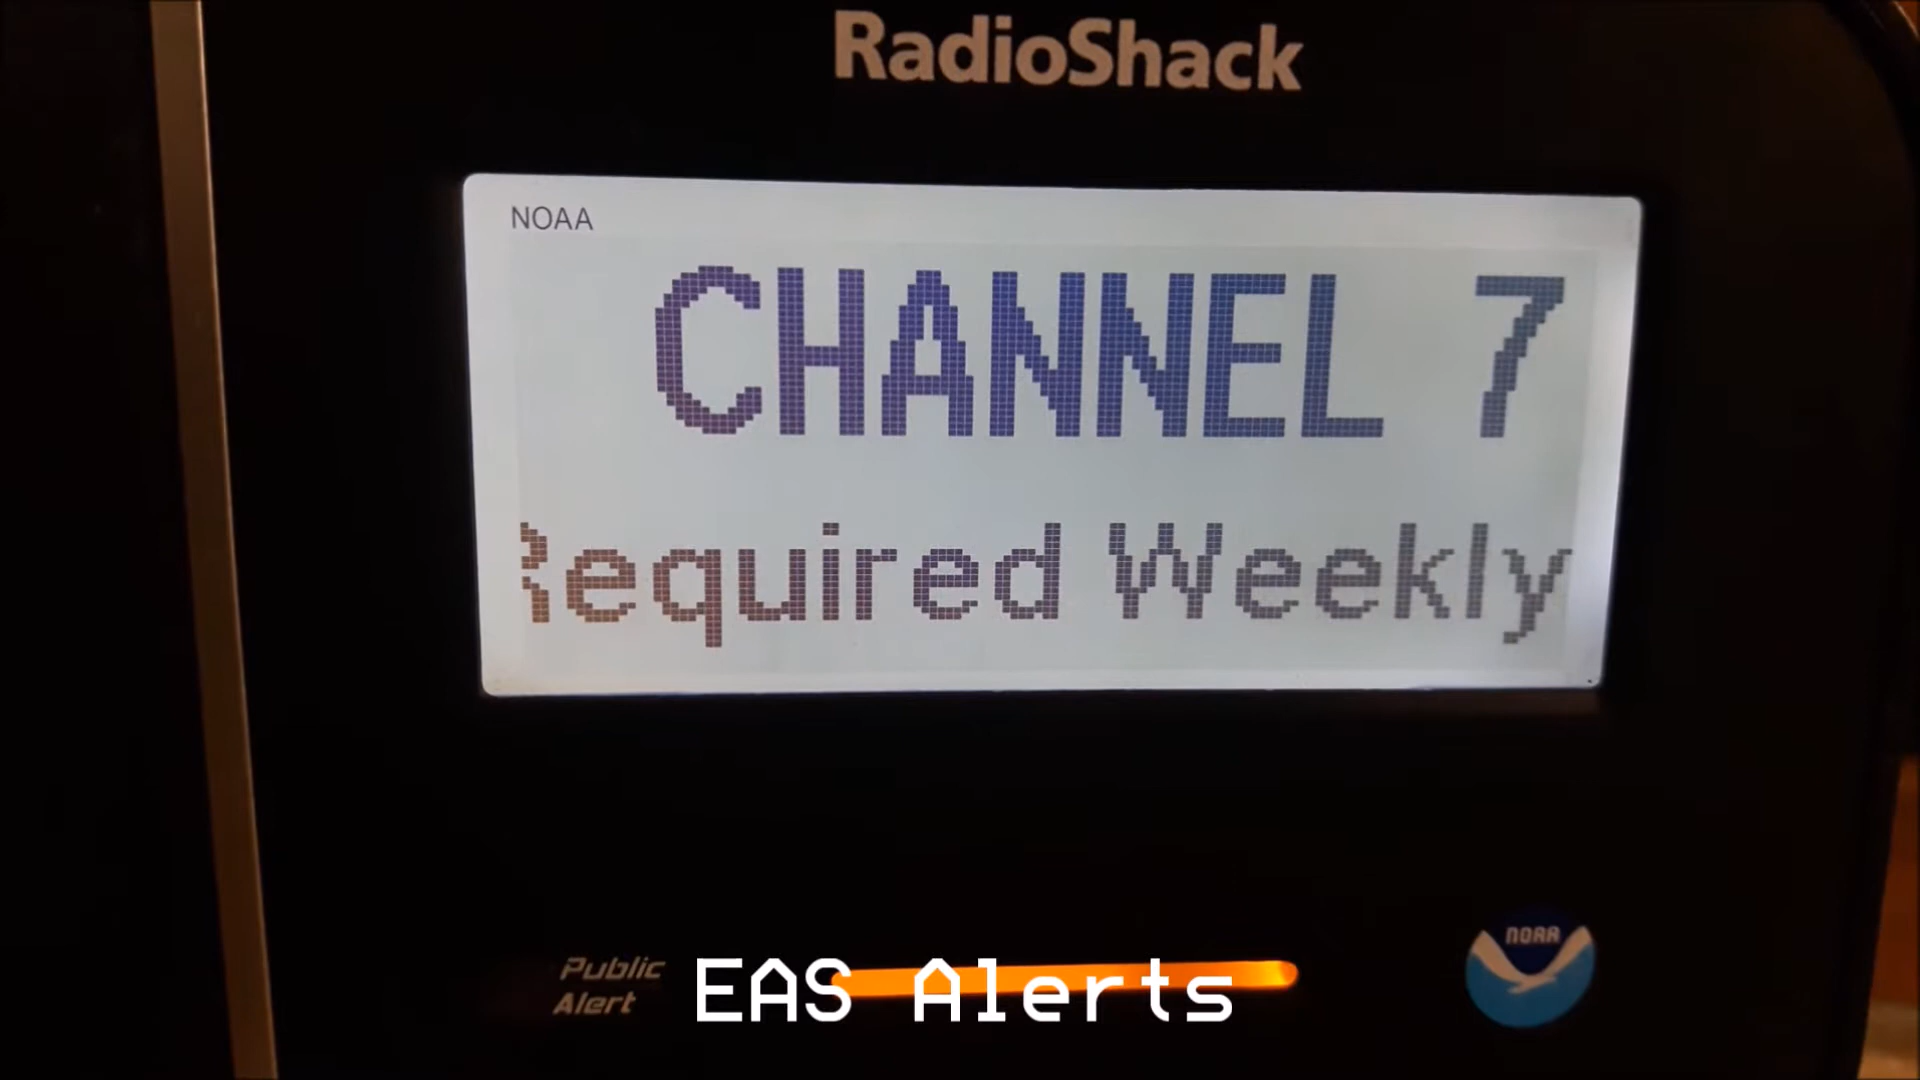 RadioShack
NOAA
CHANNEL 7
Required Weekly
Public
Alert
EAS Alerts
NOAA